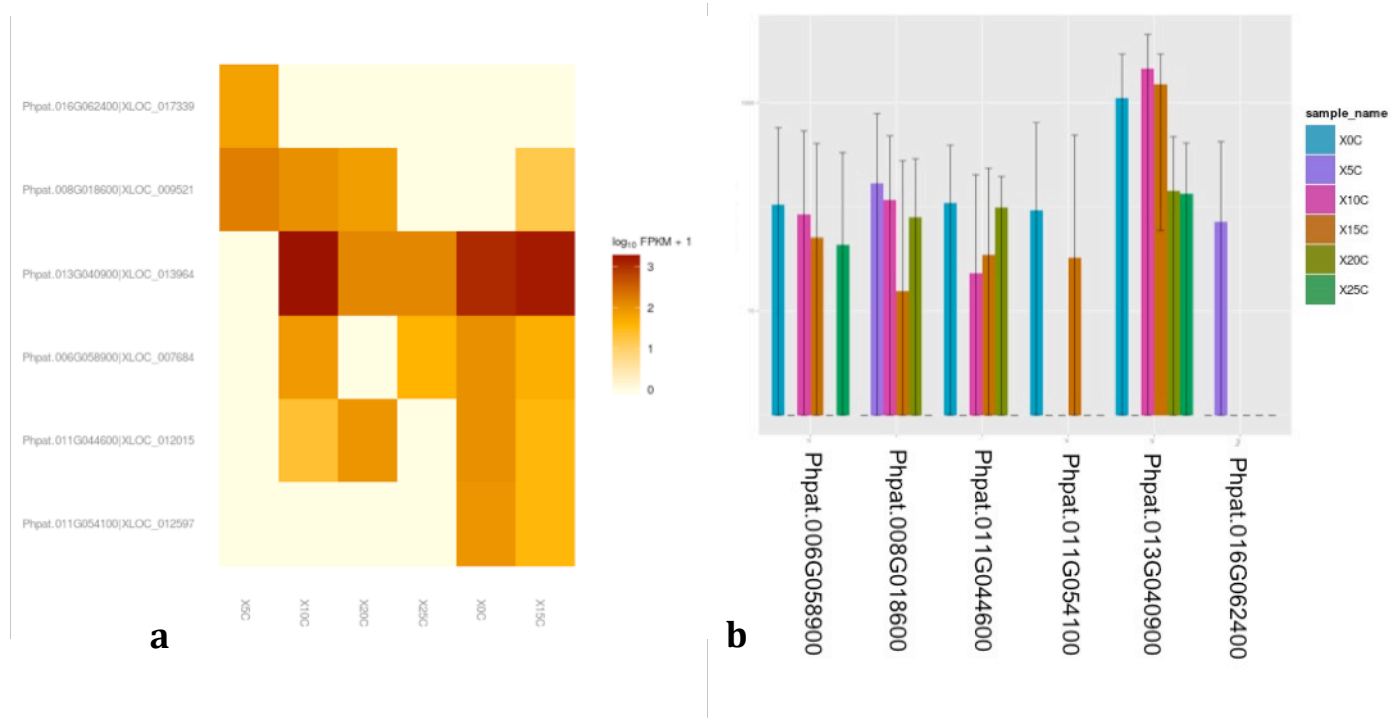 Phpat.016G062400|XLOC_017339
Phpat.008G018600|XLOC_009521
Phpat.013G040900|XLOC_013964
Phpat.006G058900|XLOC_007684
Phpat.011G044600|XLOC_012015
Phpat.011G054100|XLOC_012597
X5C
X10C
X20C
X25C
X0C
X15C
log₁₀ FPKM + 1
3
2
1
0
a
Phpat.006G058900
Phpat.008G018600
Phpat.011G044600
Phpat.011G054100
Phpat.013G040900
Phpat.016G062400
sample_name
X0C
X5C
X10C
X15C
X20C
X25C
b